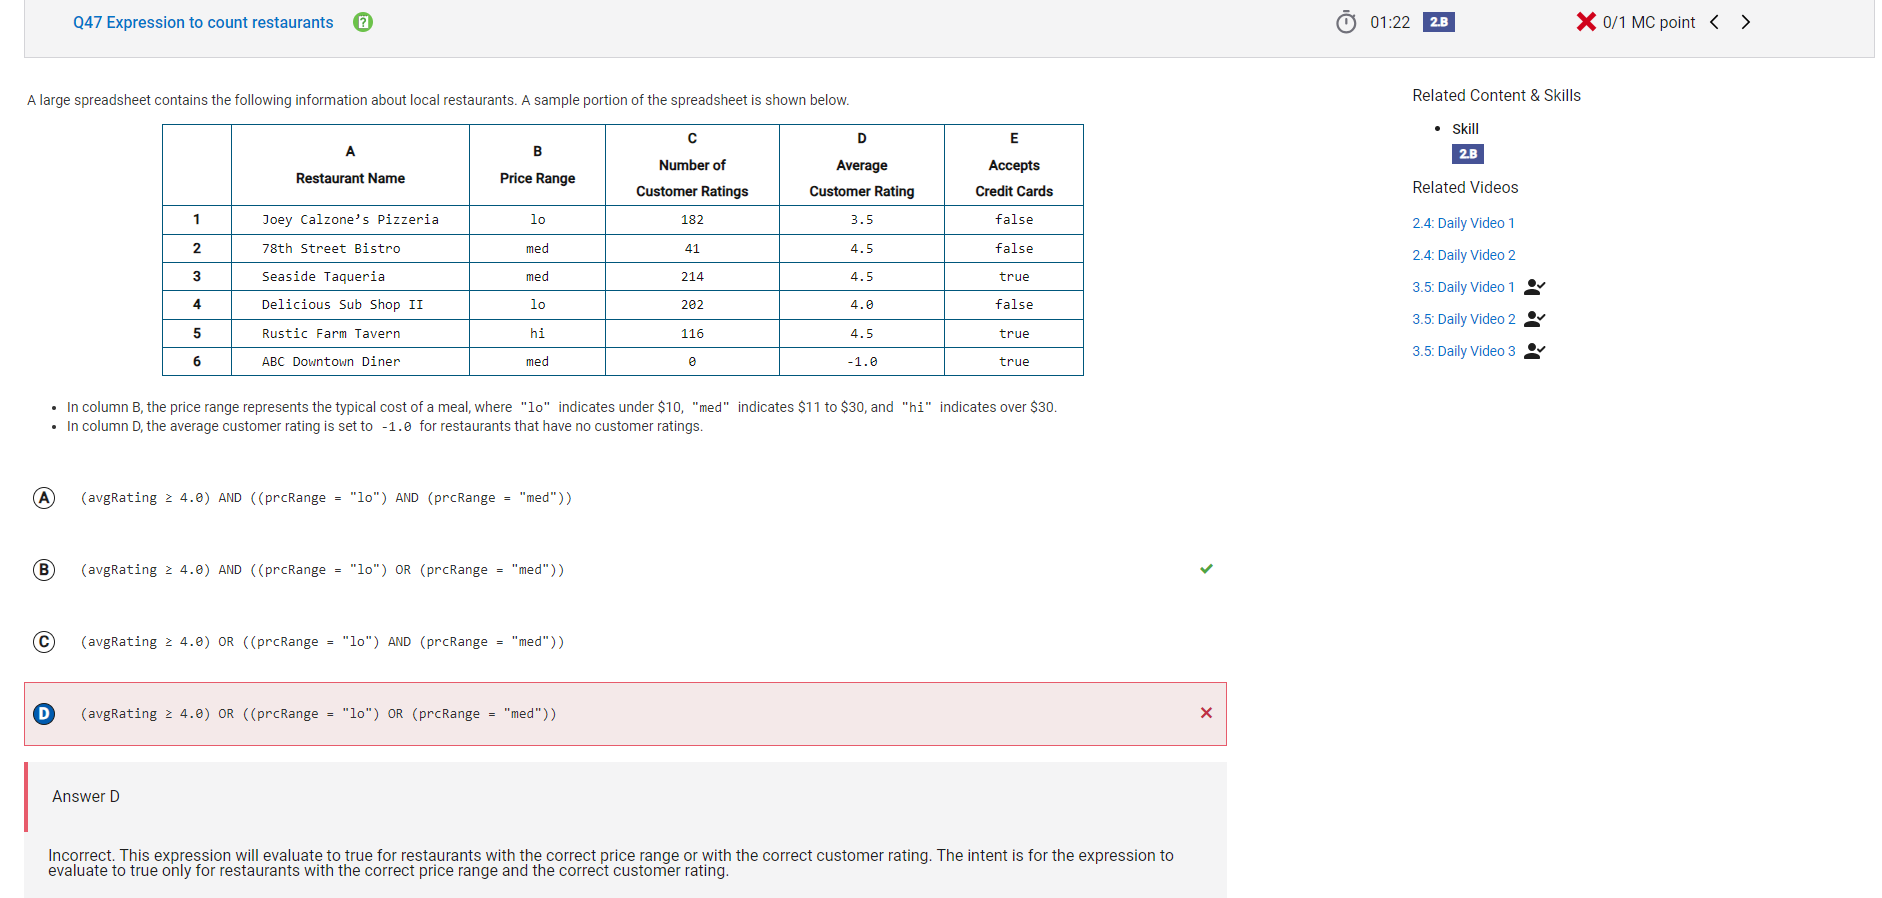 Q47 Expression to count restaurants
01:22 2.B
0/1 MC point
A large spreadsheet contains the following information about local restaurants. A sample portion of the spreadsheet is shown below.
A Restaurant Name B Price Range C Number of Customer Ratings D Average Customer Rating E Accepts Credit Cards
1 Joey Calzone’s Pizzeria lo 182 3.5 false
2 78th Street Bistro med 41 4.5 false
3 Seaside Taqueria med 214 4.5 true
4 Delicious Sub Shop II lo 202 4.0 false
5 Rustic Farm Tavern hi 116 4.5 true
6 ABC Downtown Diner med 0 -1.0 true
• In column B, the price range represents the typical cost of a meal, where "lo" indicates under $10, "med" indicates $11 to $30, and "hi" indicates over $30.
• In column D, the average customer rating is set to -1.0 for restaurants that have no customer ratings.
A (avgRating ≥ 4.0) AND ((prcRange = "lo") AND (prcRange = "med"))
B (avgRating ≥ 4.0) AND ((prcRange = "lo") OR (prcRange = "med"))
C (avgRating ≥ 4.0) OR ((prcRange = "lo") AND (prcRange = "med"))
D (avgRating ≥ 4.0) OR ((prcRange = "lo") OR (prcRange = "med"))
Answer D
Incorrect. This expression will evaluate to true for restaurants with the correct price range or with the correct customer rating. The intent is for the expression to
evaluate to true only for restaurants with the correct price range and the correct customer rating.
Related Content & Skills
• Skill
2.B
Related Videos
2.4: Daily Video 1
2.4: Daily Video 2
3.5: Daily Video 1
3.5: Daily Video 2
3.5: Daily Video 3